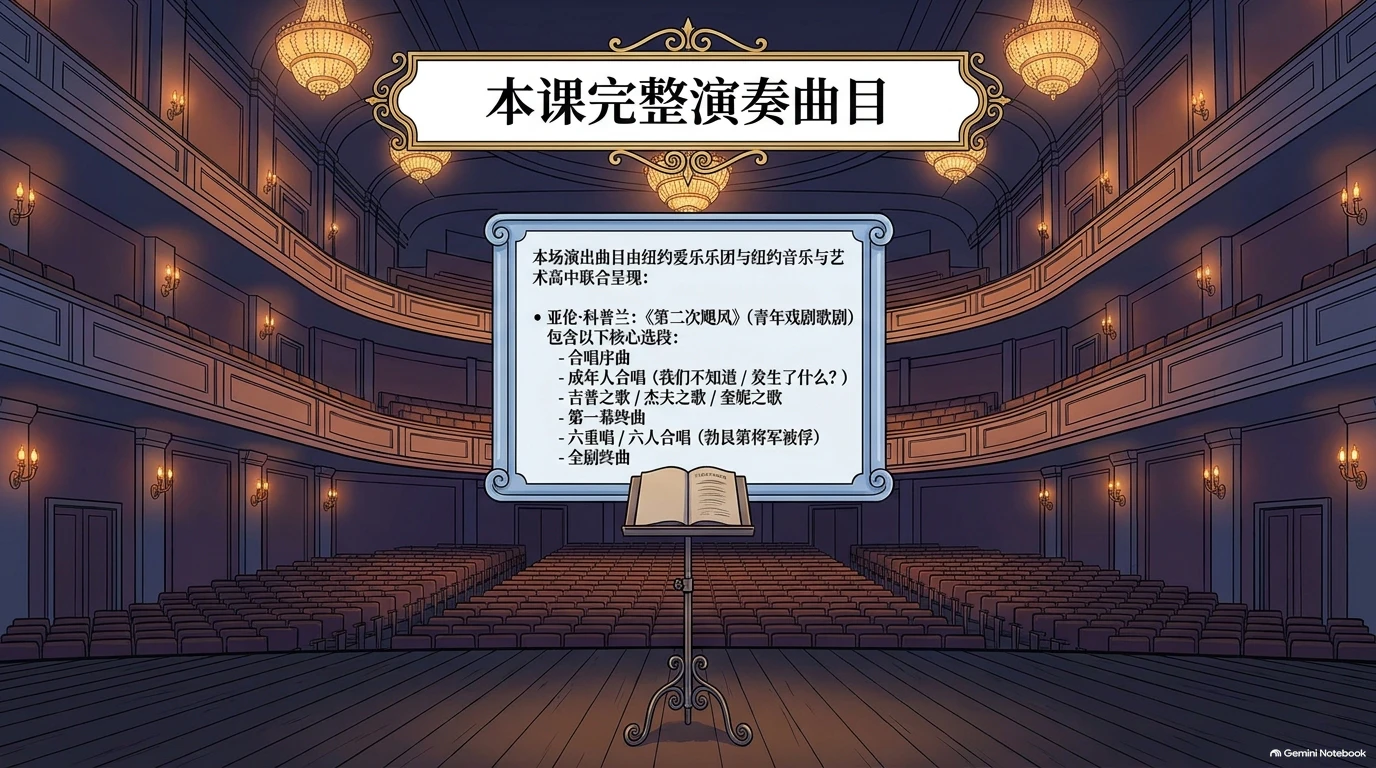 本课完整演奏曲目
本场演出曲目由纽约爱乐乐团与纽约音乐与艺
术高中联合呈现：
• 亚伦·科普兰：《第二次飓风》（青年戏剧歌剧）
包含以下核心选段：
- 合唱序曲
- 成年人合唱（我们不知道 / 发生了什么？）
- 吉普之歌 / 杰夫之歌 / 奎妮之歌
- 第一幕终曲
- 六重唱 / 六人合唱（勃艮第将军被俘）
- 全剧终曲
Gemini Notebook